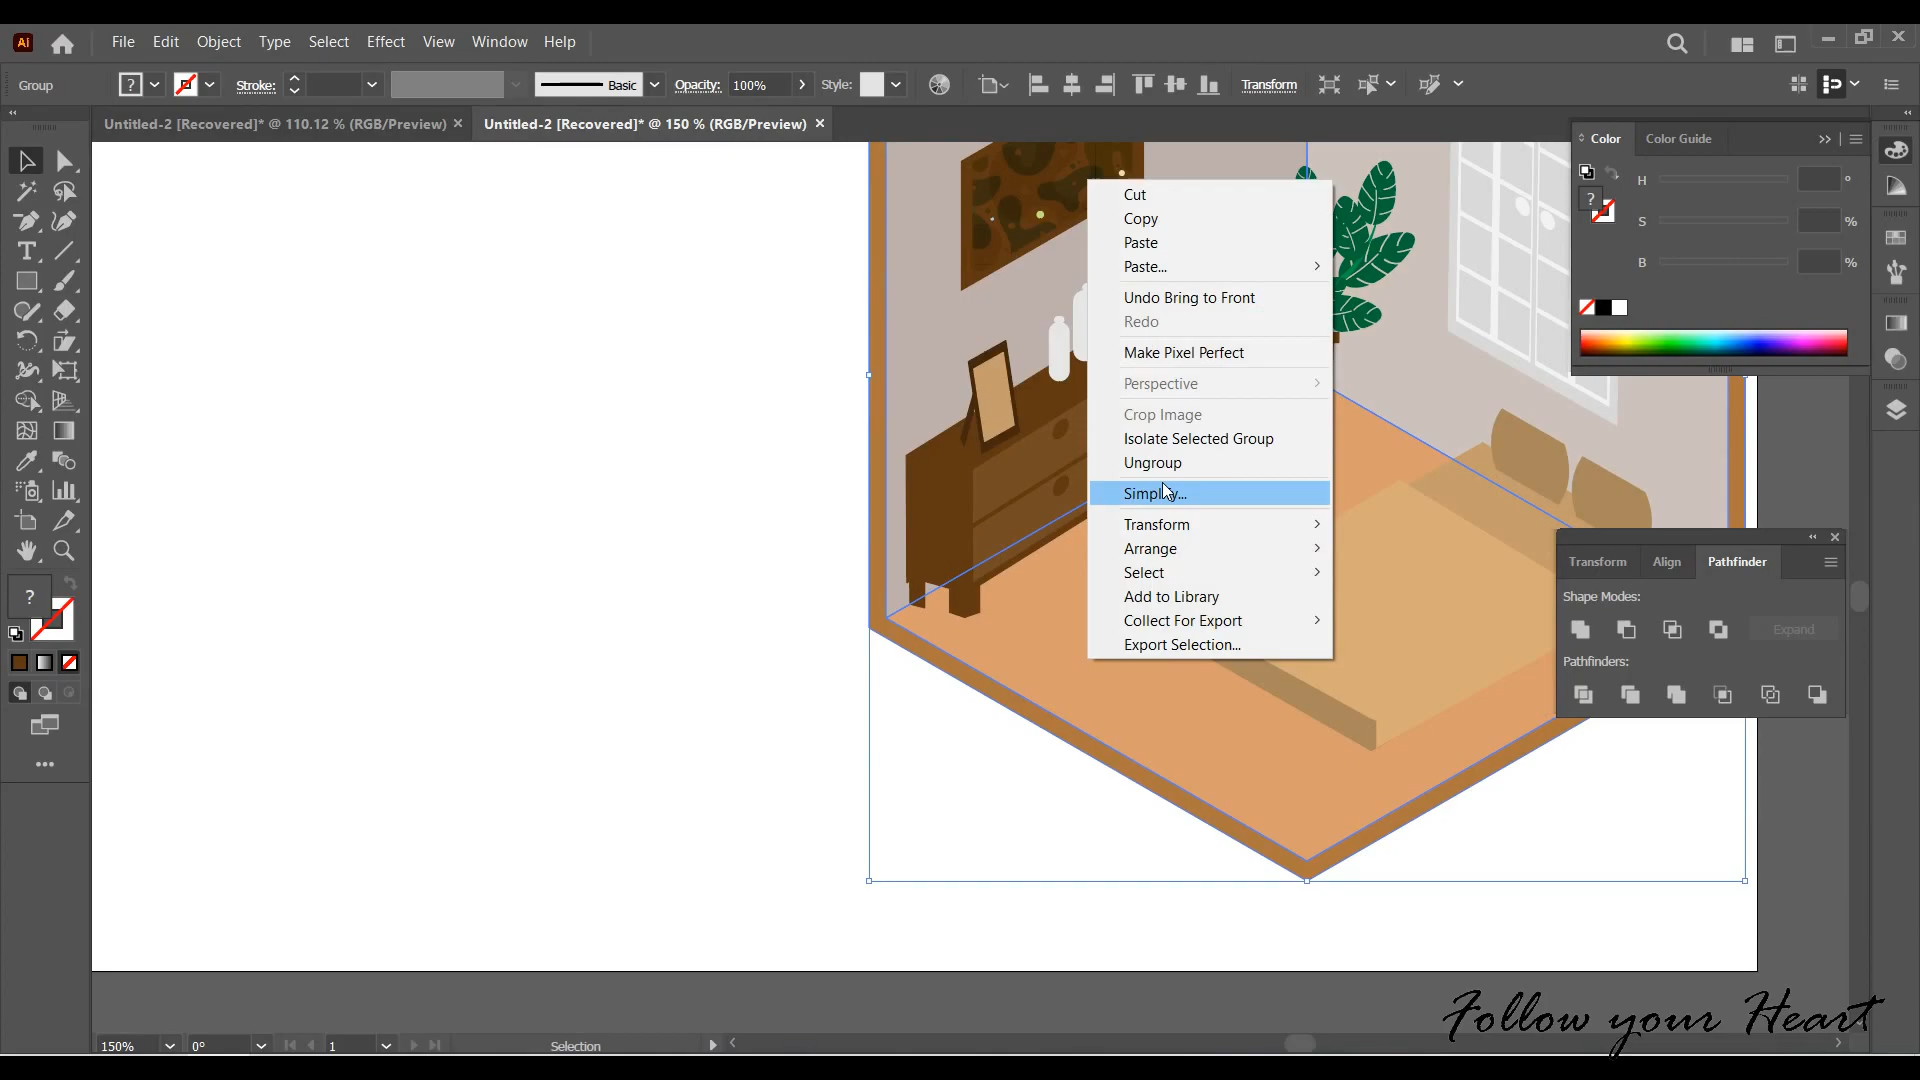 Ai
File Edit Object Type Select Effect View Window Help
Group ? Stroke: Basic Opacity: 100% Style: Transform
Untitled-2 [Recovered]* @ 110.12 % (RGB/Preview) × Untitled-2 [Recovered]* @ 150 % (RGB/Preview) ×
Color Color Guide
H °
? S %
B %
Cut
Copy
Paste
Paste...
Undo Bring to Front
Redo
Make Pixel Perfect
Perspective
Crop Image
Isolate Selected Group
Ungroup
Simplify...
Transform
Arrange
Select
Add to Library
Collect For Export
Export Selection...
Transform Align Pathfinder
Shape Modes:
Expand
Pathfinders:
?
150% 0° 1 Selection
Follow your Heart